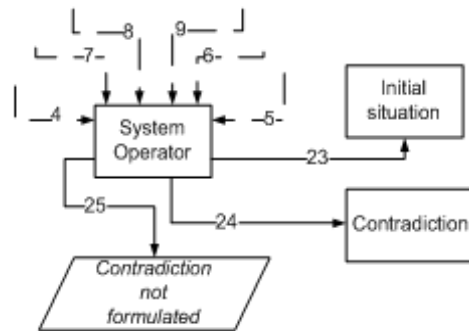 8
9
7
6
Initial
situation
4
System
Operator
5
23
25
24
Contradiction
Contradiction
not
formulated